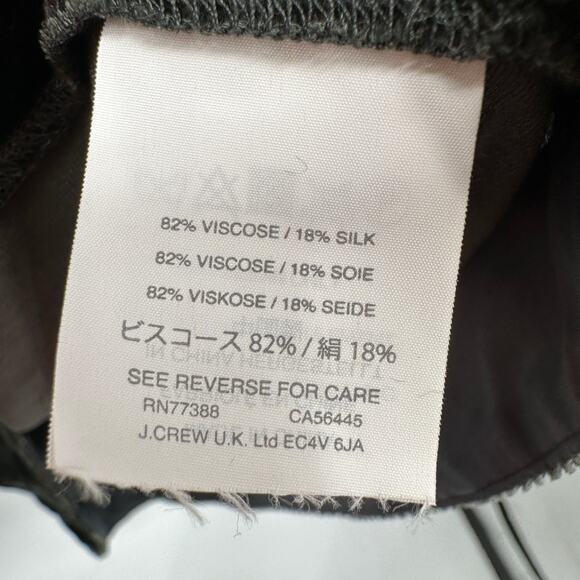 82% VISCOSE / 18% SILK
82% VISCOSE / 18% SOIE
82% VISKOSE / 18% SEIDE
ビスコース 82% / 絹 18%
SEE REVERSE FOR CARE
RN77388 CA56445
J.CREW U.K. Ltd EC4V 6JA